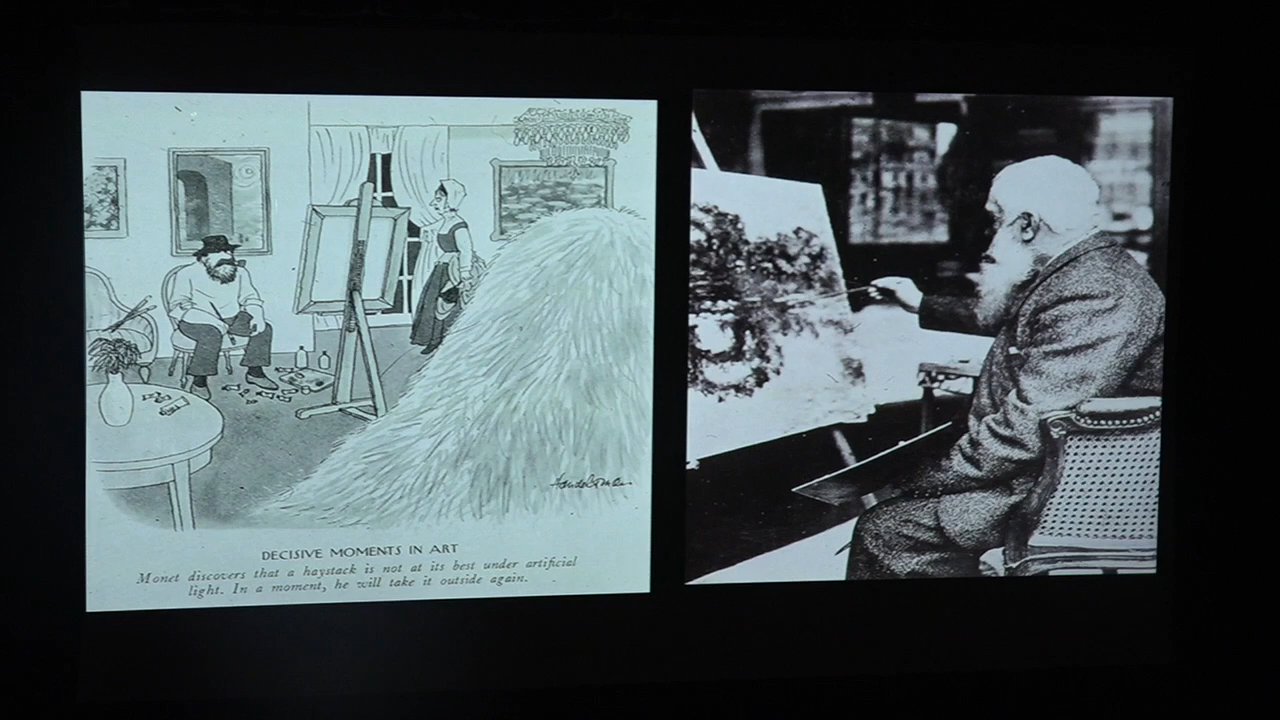 Handelsman
DECISIVE MOMENTS IN ART
Monet discovers that a haystack is not at its best under artificial
light. In a moment, he will take it outside again.